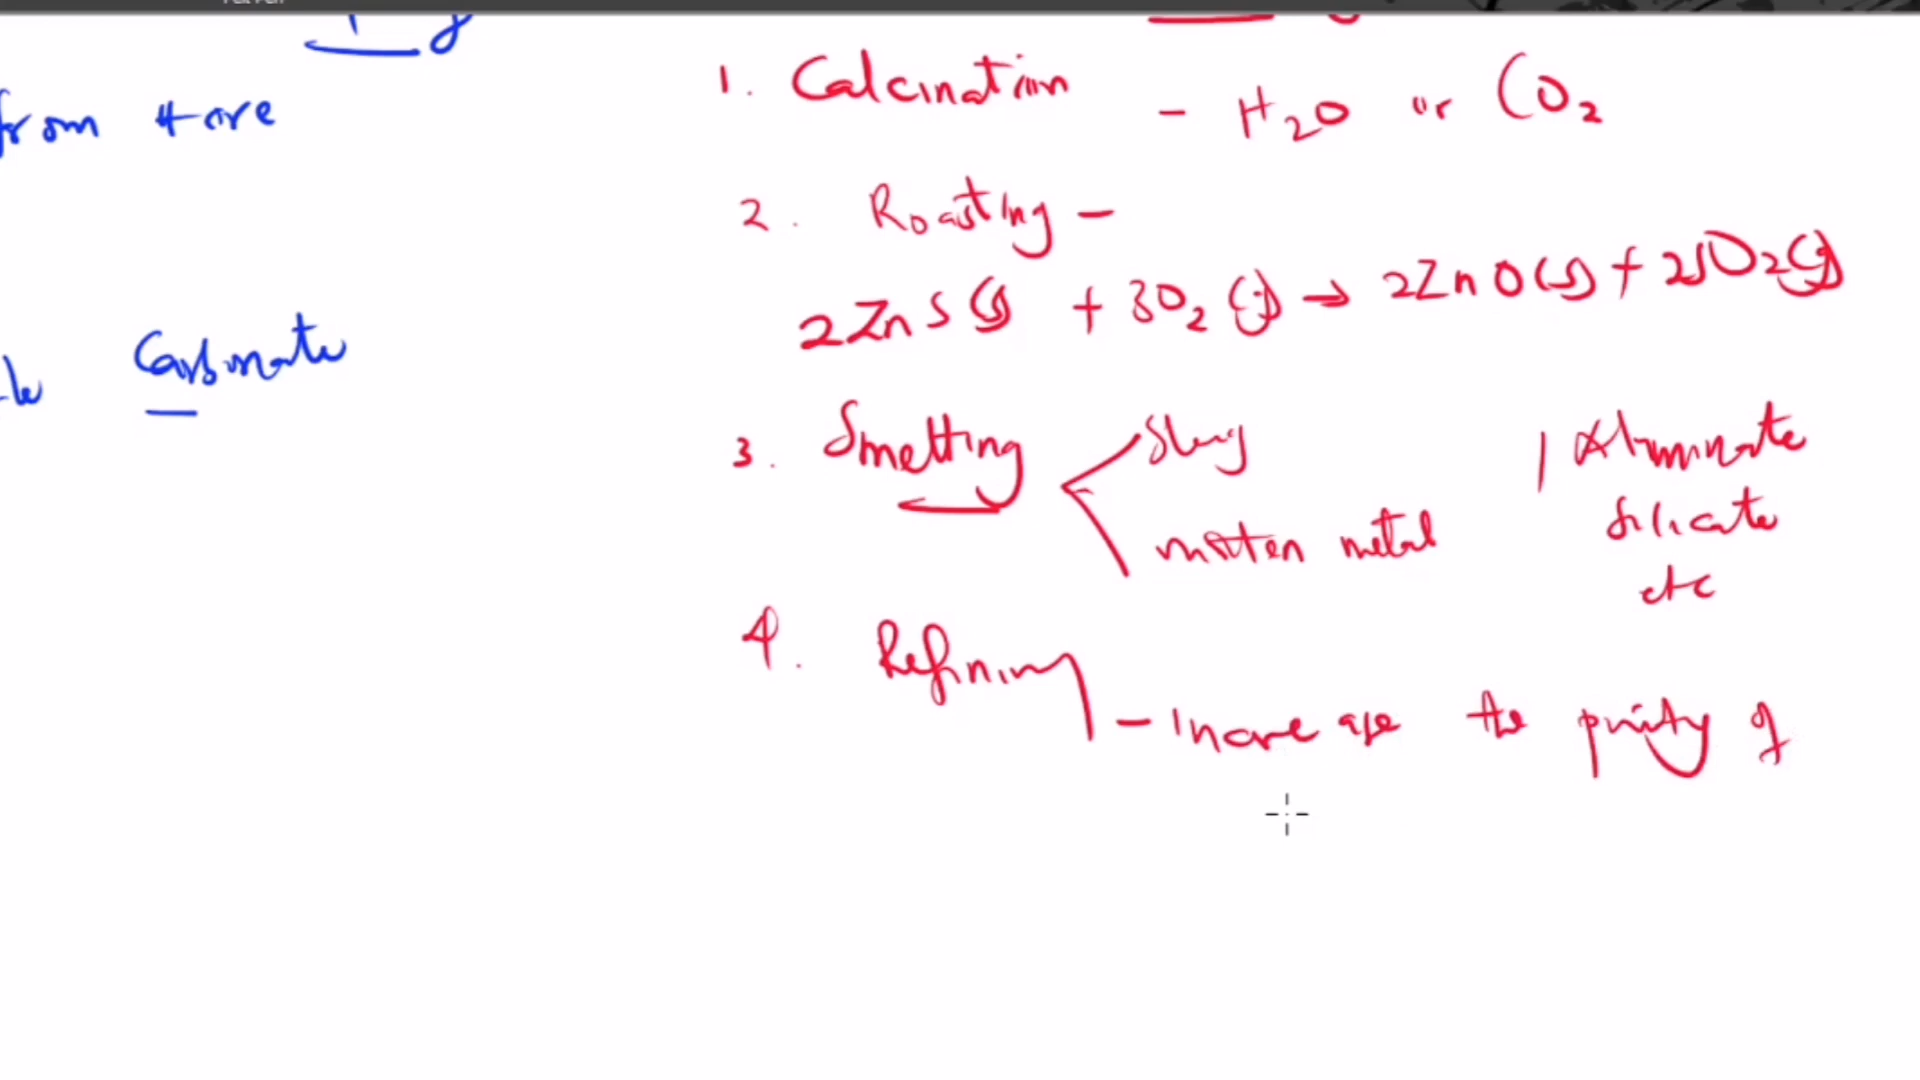 from ore
Carbonate
1. Calcination - H2O or CO2
2. Roasting -
2ZnS(s) + 3O2(g) → 2ZnO(s) + 2SO2(g)
3. Smelting
Slag
molten metal
Aluminate
Silicate
etc
4. Refining
- Increase the purity of